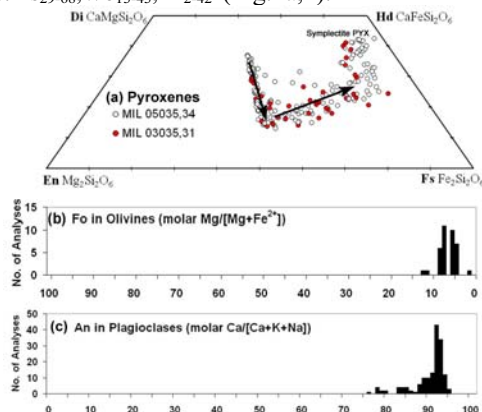 Di CaMgSi₂O₆ Hd CaFeSi₂O₆
Symplectite PYX
(a) Pyroxenes
○ MIL 05035,34
● MIL 03035,31
En Mg₂Si₂O₆ Fs Fe₂Si₂O₆
15
(b) Fo in Olivines (molar Mg/[Mg+Fe²⁺])
10
5
0
No. of Analyses
100 90 80 70 60 50 40 30 20 10 0
50
(c) An in Plagioclases (molar Ca/[Ca+K+Na])
40
30
20
10
0
No. of Analyses
0 10 20 30 40 50 60 70 80 90 100